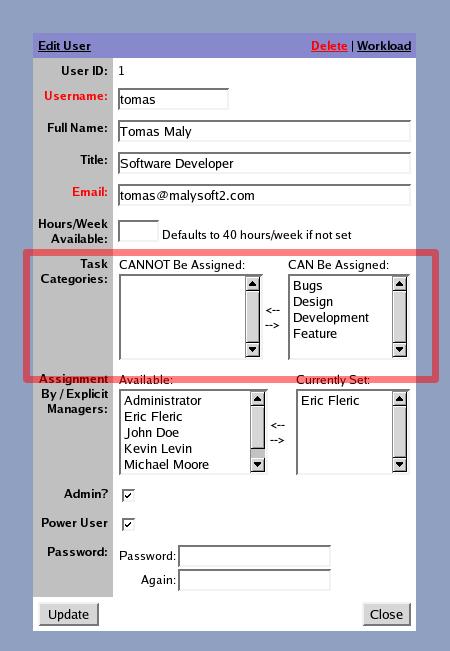 Edit User Delete | Workload
User ID: 1
Username: tomas
Full Name: Tomas Maly
Title: Software Developer
Email: tomas@malysoft2.com
Hours/Week
Available: Defaults to 40 hours/week if not set
Task
Categories:
CANNOT Be Assigned: CAN Be Assigned:
Bugs
Design
<-- Development
--> Feature
Assignment
By / Explicit
Managers:
Available: Currently Set:
Administrator Eric Fleric
Eric Fleric
John Doe
Kevin Levin
Michael Moore
<--
-->
Admin?
Power User
Password: Password:
Again:
Update Close